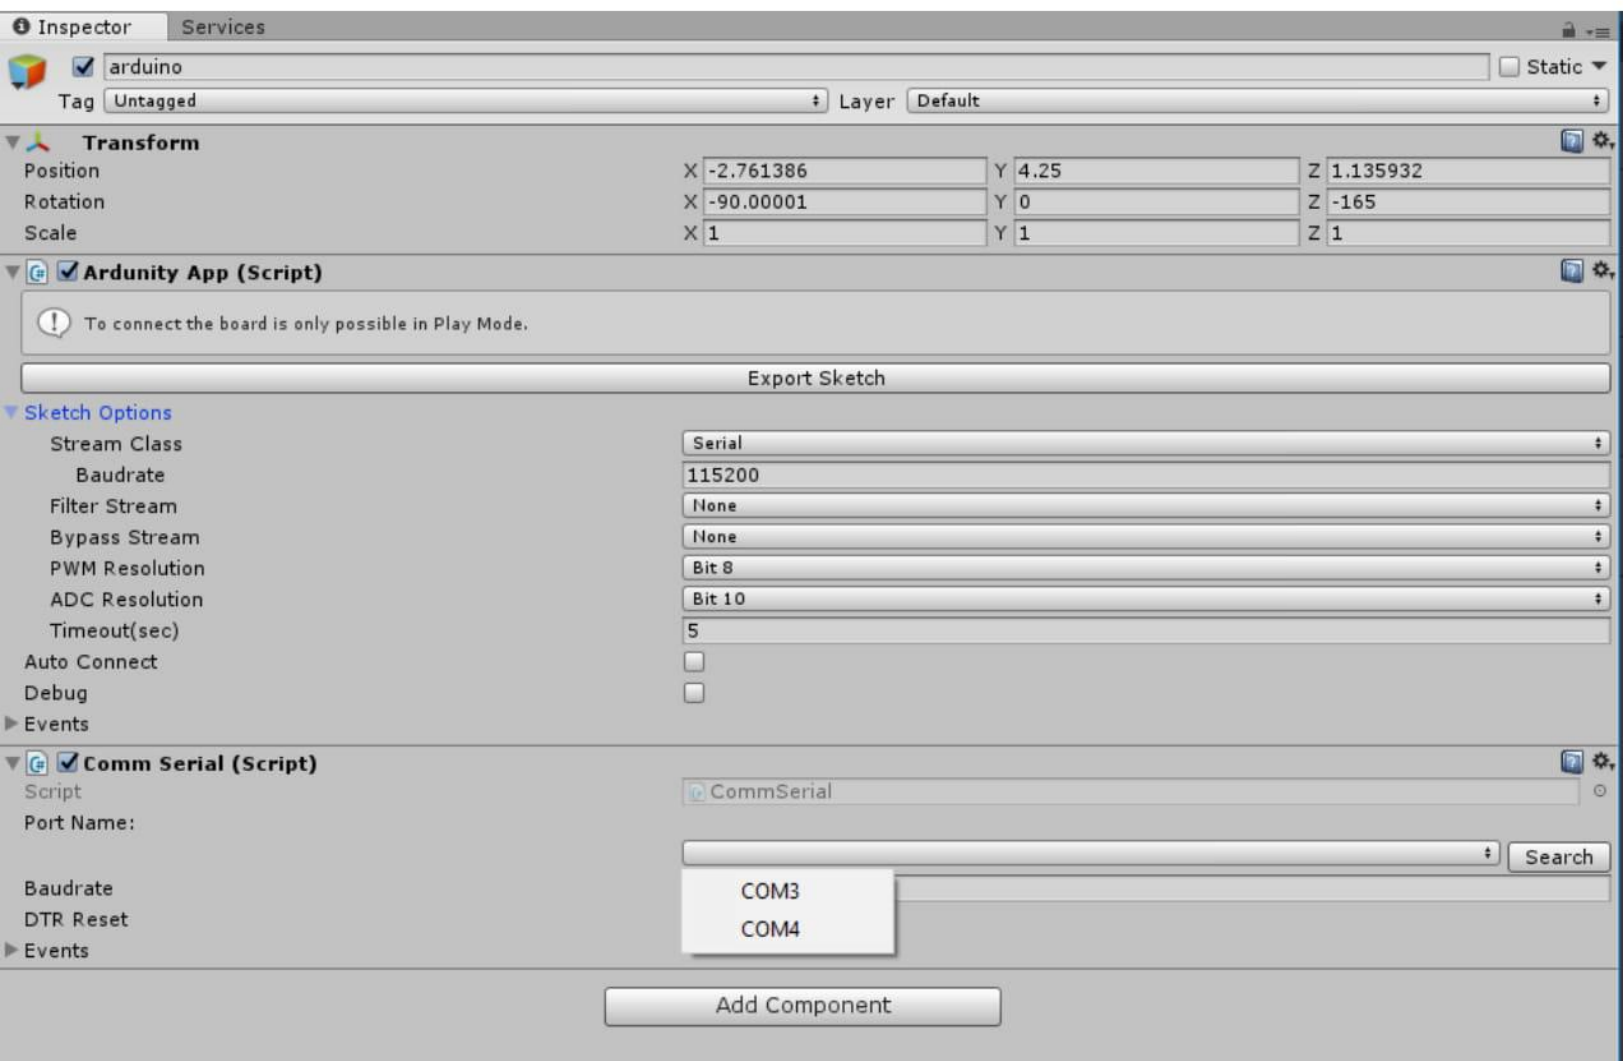 Inspector Services
arduino Static
Tag Untagged Layer Default
Transform
Position X -2.761386 Y 4.25 Z 1.135932
Rotation X -90.00001 Y 0 Z -165
Scale X 1 Y 1 Z 1
Ardunity App (Script)
To connect the board is only possible in Play Mode.
Export Sketch
Sketch Options
Stream Class Serial
Baudrate 115200
Filter Stream None
Bypass Stream None
PWM Resolution Bit 8
ADC Resolution Bit 10
Timeout(sec) 5
Auto Connect
Debug
Events
Comm Serial (Script)
Script CommSerial
Port Name:
Search
Baudrate COM3
DTR Reset COM4
Events
Add Component